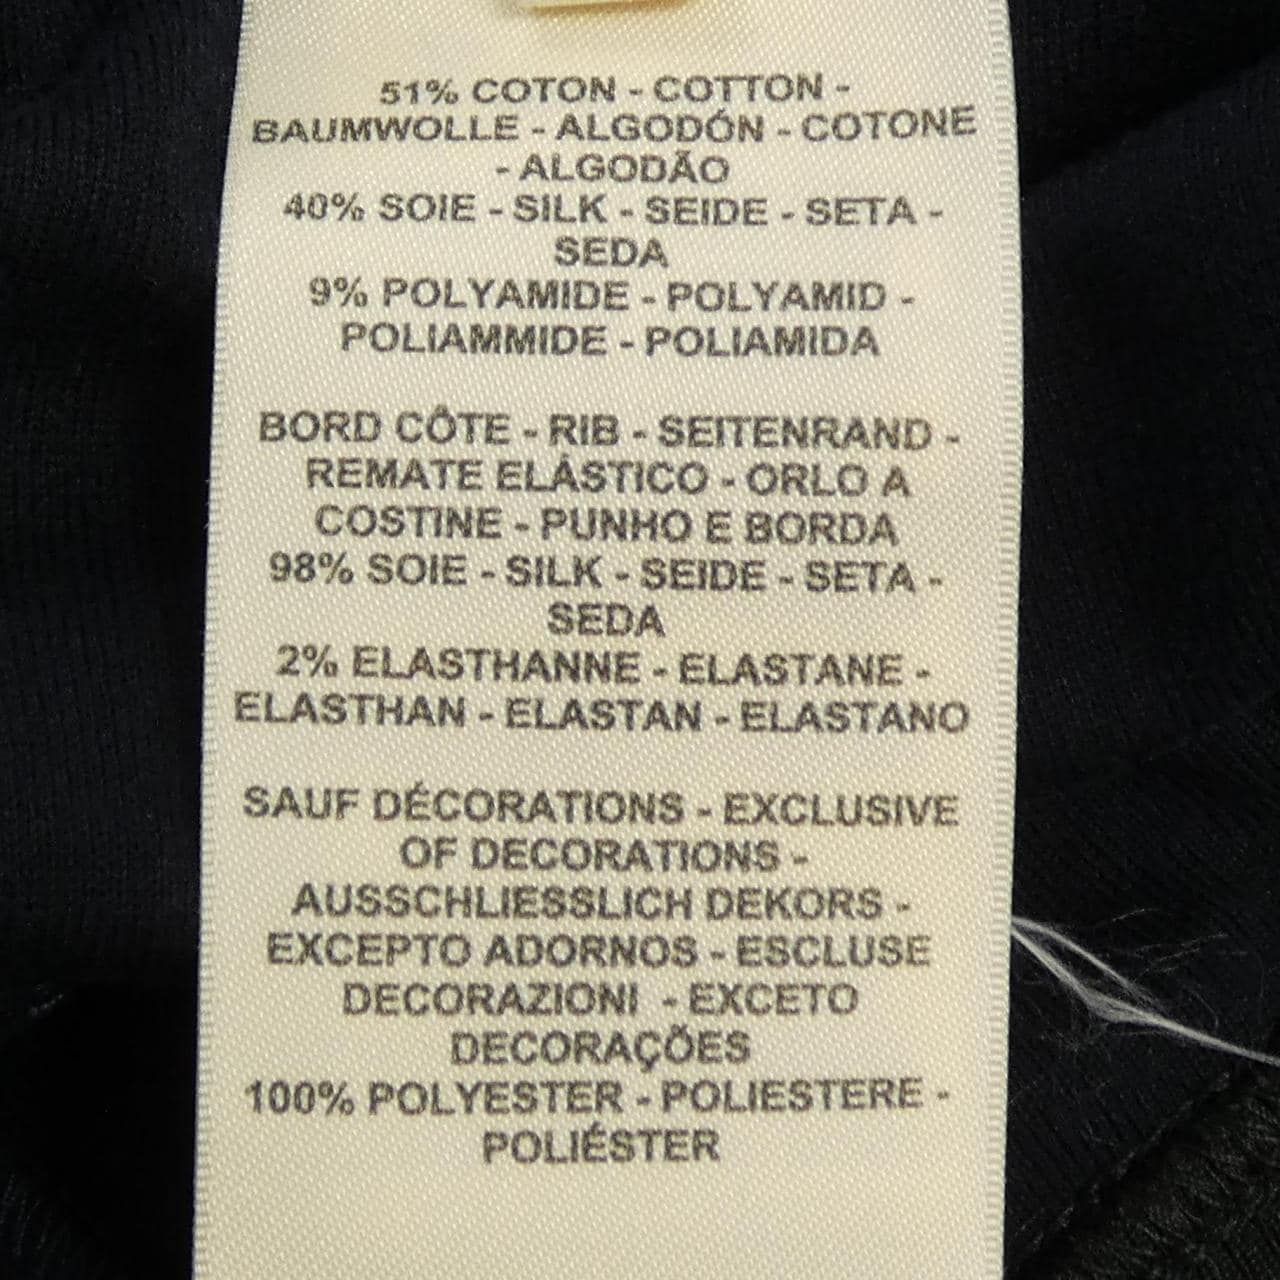 51% COTON - COTTON -
BAUMWOLLE - ALGODÓN - COTONE
- ALGODÃO
40% SOIE - SILK - SEIDE - SETA -
SEDA
9% POLYAMIDE - POLYAMID -
POLIAMMIDE - POLIAMIDA
BORD CÔTE - RIB - SEITENRAND -
REMATE ELÁSTICO - ORLO A
COSTINE - PUNHO E BORDA
98% SOIE - SILK - SEIDE - SETA -
SEDA
2% ELASTHANNE - ELASTANE -
ELASTHAN - ELASTAN - ELASTANO
SAUF DÉCORATIONS - EXCLUSIVE
OF DECORATIONS -
AUSSCHLIESSLICH DEKORS -
EXCEPTO ADORNOS - ESCLUSE
DECORAZIONI - EXCETO
DECORAÇÕES
100% POLYESTER - POLIESTERE -
POLIÉSTER